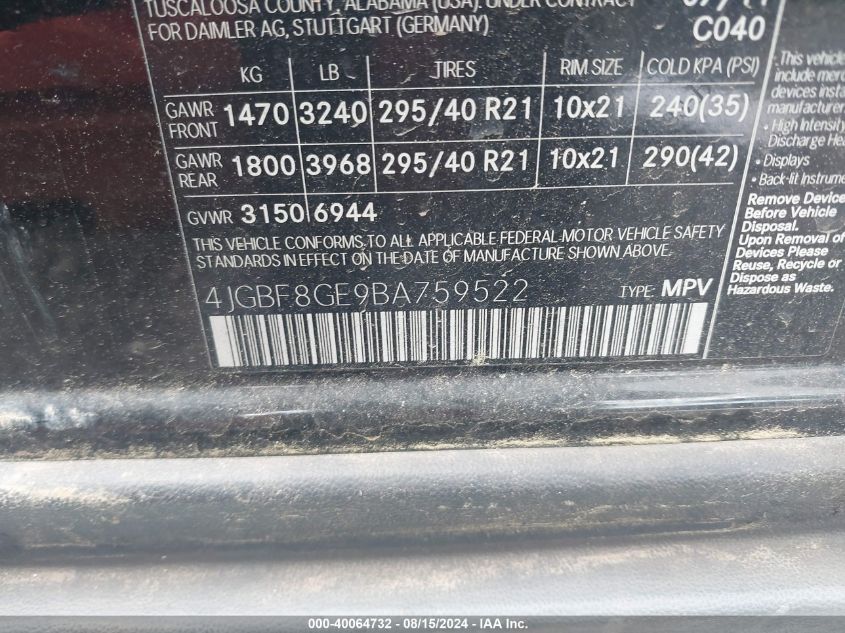 TUSCALOOSA COUNTY, ALABAMA (USA). UNDER CONTRACT
FOR DAIMLER AG, STUTTGART (GERMANY)
C040
KG LB TIRES RIM SIZE COLD KPA (PSI)
GAWR FRONT 1470 3240 295/40 R21 10x21 240(35)
GAWR REAR 1800 3968 295/40 R21 10x21 290(42)
GVWR 3150 6944
THIS VEHICLE CONFORMS TO ALL APPLICABLE FEDERAL MOTOR VEHICLE SAFETY
STANDARDS IN EFFECT ON THE DATE OF MANUFACTURE SHOWN ABOVE.
4JGBF8GE9BA759522 TYPE: MPV
This vehicle
include merc
devices insta
manufacturer
• High Intensity
Discharge He
• Displays
• Back-lit Instrume
Remove Device
Before Vehicle
Disposal.
Upon Removal of
Devices Please
Reuse, Recycle or
Dispose as
Hazardous Waste.
000-40064732 - 08/15/2024 - IAA Inc.